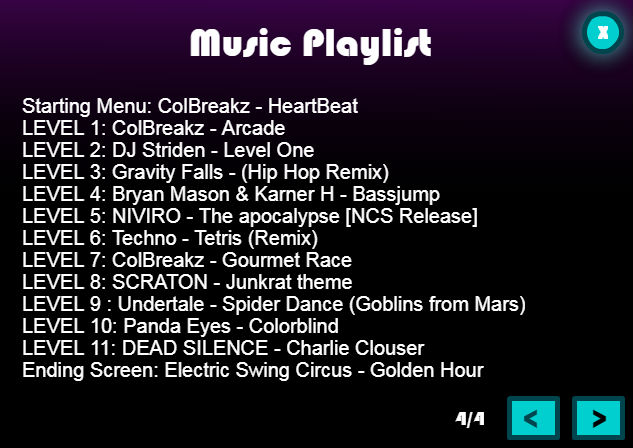 Music Playlist
X
Starting Menu: ColBreakz - HeartBeat
LEVEL 1: ColBreakz - Arcade
LEVEL 2: DJ Striden - Level One
LEVEL 3: Gravity Falls - (Hip Hop Remix)
LEVEL 4: Bryan Mason & Karner H - Bassjump
LEVEL 5: NIVIRO - The apocalypse [NCS Release]
LEVEL 6: Techno - Tetris (Remix)
LEVEL 7: ColBreakz - Gourmet Race
LEVEL 8: SCRATON - Junkrat theme
LEVEL 9 : Undertale - Spider Dance (Goblins from Mars)
LEVEL 10: Panda Eyes - Colorblind
LEVEL 11: DEAD SILENCE - Charlie Clouser
Ending Screen: Electric Swing Circus - Golden Hour
4/4 < >